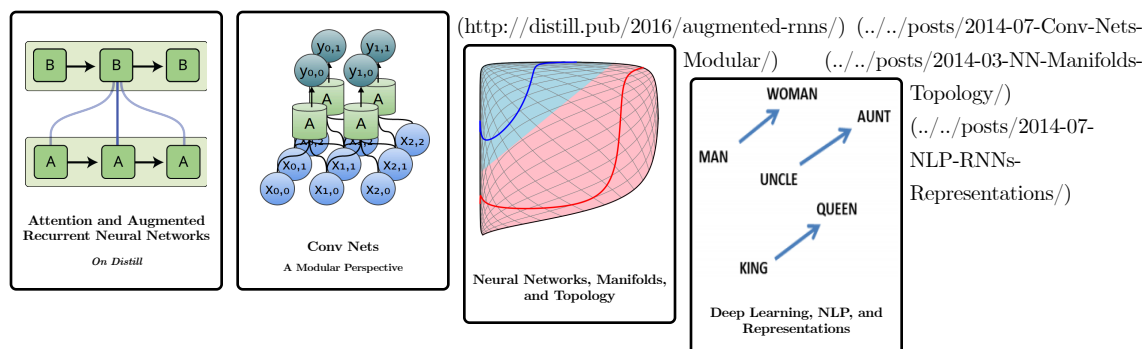 B B B
A A A
Attention and Augmented
Recurrent Neural Networks
On Distill
y0,1 y1,1
y0,0 y1,0
A A
A A
x2,2
x0,1 x1,1 x2,1
x0,0 x1,0 x2,0
Conv Nets
A Modular Perspective
(http://distill.pub/2016/augmented-rnns/) (../../posts/2014-07-Conv-Nets-
Modular/) (../../posts/2014-03-NN-Manifolds-
Topology/)
(../../posts/2014-07-
NLP-RNNs-
Representations/)
Neural Networks, Manifolds,
and Topology
WOMAN
AUNT
MAN
UNCLE
QUEEN
KING
Deep Learning, NLP, and
Representations